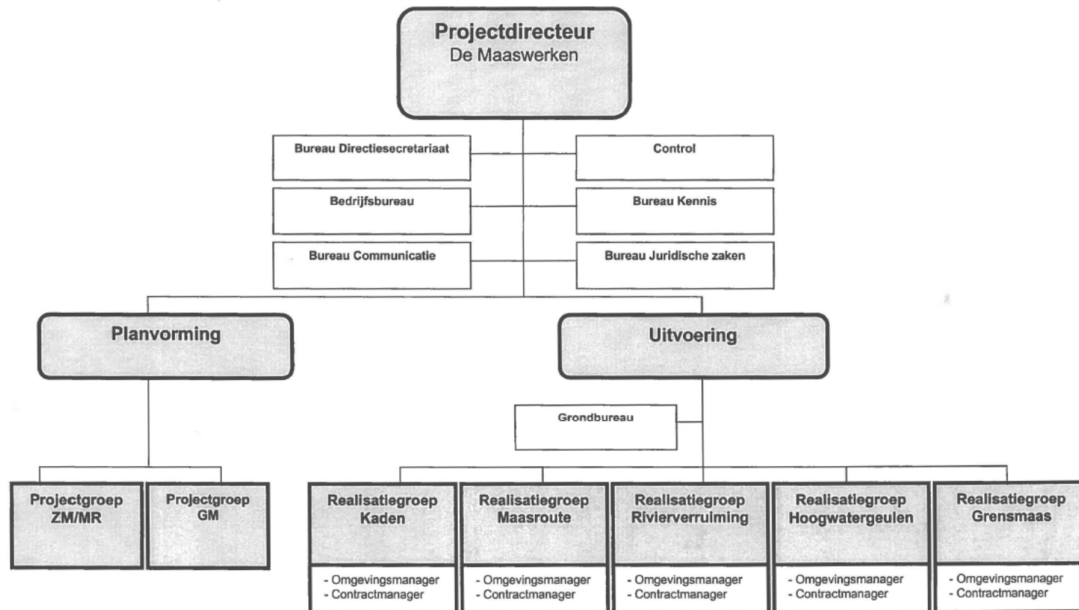 Projectdirecteur
De Maaswerken
Bureau Directiesecretariaat
Control
Bedrijfsbureau
Bureau Kennis
Bureau Communicatie
Bureau Juridische zaken
Planvorming
Uitvoering
Grondbureau
Projectgroep
ZM/MR
Projectgroep
GM
Realisatiegroep
Kaden
- Omgevingsmanager
- Contractmanager
Realisatiegroep
Maasroute
- Omgevingsmanager
- Contractmanager
Realisatiegroep
Rivierverruiming
- Omgevingsmanager
- Contractmanager
Realisatiegroep
Hoogwatergeulen
- Omgevingsmanager
- Contractmanager
Realisatiegroep
Grensmaas
- Omgevingsmanager
- Contractmanager